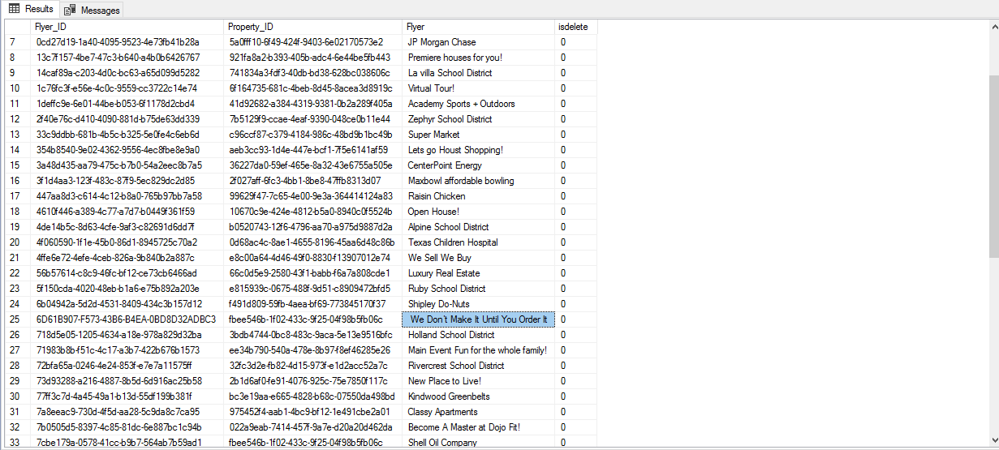 Results Messages
Flyer_ID Property_ID Flyer isdelete
7 0cd27d19-1a40-4095-9523-4e73fb41b28a 5a0fff10-6f49-424f-9403-6e02170573e2 JP Morgan Chase 0
8 13c7f157-4be7-47c3-b640-a4b0b6426767 921fa8a2-b393-405b-adc4-6e44be5fb443 Premiere houses for you! 0
9 14caf89a-c203-4d0c-bc63-a65d099d5282 741834a3-fdf3-40db-bd38-628bc038606c La villa School District 0
10 1c76fc3f-e56e-4c0c-9559-cc3722c14e74 6f164735-681c-4beb-8d45-8acea3d8919c Virtual Tour! 0
11 1deffc9e-6e01-44be-b053-6f1178d2cbd4 41d92682-a384-4319-9381-0b2a289f405a Academy Sports + Outdoors 0
12 2f40e76c-d410-4090-881d-b75de63dd339 7b5129f9-ccae-4eaf-9390-048ce0b11e44 Zephyr School District 0
13 33c9ddbb-681b-4b5c-b325-5e0fe4c6eb6d c96ccf87-c379-4184-986c-48bd9b1bc49b Super Market 0
14 354b8540-9e02-4362-9556-4ec8fbe8e9a0 aeb3cc93-1d4e-447e-bcf1-7f5e6141af59 Lets go Houst Shopping! 0
15 3a48d435-aa79-475c-b7b0-54a2eec8b7a5 36227da0-59ef-465e-8a32-43e6755a505e CenterPoint Energy 0
16 3f1d4aa3-123f-483c-87f9-5ec829dc2d85 2f027aff-6fc3-4bb1-8be8-47ffb8313d07 Maxbowl affordable bowling 0
17 447aa8d3-c614-4c12-b8a0-765b97bb7a58 99629f47-7c65-4e00-9e3a-364414124a83 Raisin Chicken 0
18 4610f446-a389-4c77-a7d7-b0449f361f59 10670c9e-424e-4812-b5a0-8940c0f5524b Open House! 0
19 4de14b5c-8d63-4cfe-9af3-c82691d6dd7f b0520743-12f6-4796-aa70-a975d9887d2a Alpine School District 0
20 4f060590-1f1e-45b0-86d1-8945725c70a2 0d68ac4c-8ae1-4655-8196-45aa6d48c86b Texas Children Hospital 0
21 4ffe6e72-4efe-4ceb-826a-9b840b2a887c e8c00a64-4d46-49f0-8830-f13907012e74 We Sell We Buy 0
22 56b57614-c8c9-46fc-bf12-ce73cb6466ad 66c0d5e9-2580-43f1-babb-f6a7a808cde1 Luxury Real Estate 0
23 5f150cda-4020-48eb-b1a6-e75b892a203e e815939c-0675-488f-9d51-c8909472bfd5 Ruby School District 0
24 6b04942a-5d2d-4531-8409-434c3b157d12 f491d809-59fb-4aea-bf69-773845170f37 Shipley Do-Nuts 0
25 6D61B907-F573-43B6-B4EA-0BD8D32ADBC3 fbee546b-1f02-433c-9f25-04f98b5fb06c We Don't Make It Until You Order It 0
26 718d5e05-1205-4634-a18e-978a829d32ba 3bdb4744-0bc8-483c-9aca-5e13e9516bfc Holland School District 0
27 71983b8b-f51c-4c17-a3b7-422b676b1573 ee34b790-540a-478e-8b97-f8ef46285e26 Main Event Fun for the whole family! 0
28 72bfa65a-0246-4e24-853f-e7e7a11575ff 32fc3d2e-fb82-4d15-973f-e1d2acc52a7c Rivercrest School District 0
29 73d93288-a216-4887-8b5d-6d916ac25b58 2b1d6af0-fe91-4076-925c-75e7850f117c New Place to Live! 0
30 77ff3c7d-4a45-49a1-b13d-55df199b381f bc3e19aa-e665-4828-b68c-07550da498bd Kindwood Greenbelts 0
31 7a8eeac9-730d-4f5d-aa28-5c9da8c7ca95 975452f4-aab1-4bc9-bf12-1e491cbe2a01 Classy Apartments 0
32 7b0505d5-8397-4c85-81dc-6e887bc1c94b 022a9eab-7414-457f-9a7e-d20a20d462da Become A Master at Dojo Fit! 0
33 7cbe179a-0578-41cc-b9b7-564ab7b59ad1 fbee546b-1f02-433c-9f25-04f98b5fb06c Shell Oil Company 0